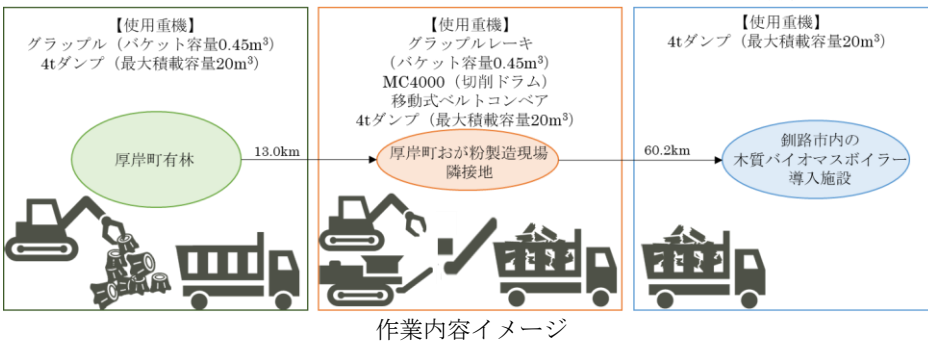 【使用重機】
グラップル（バケット容量0.45m³）
4tダンプ（最大積載容量20m³）
厚岸町有林
13.0km
【使用重機】
グラップルレーキ
（バケット容量0.45m³）
MC4000（切削ドラム）
移動式ベルトコンベア
4tダンプ（最大積載容量20m³）
厚岸町おが粉製造現場
隣接地
60.2km
【使用重機】
4tダンプ（最大積載容量20m³）
釧路市内の
木質バイオマスボイラー
導入施設
作業内容イメージ